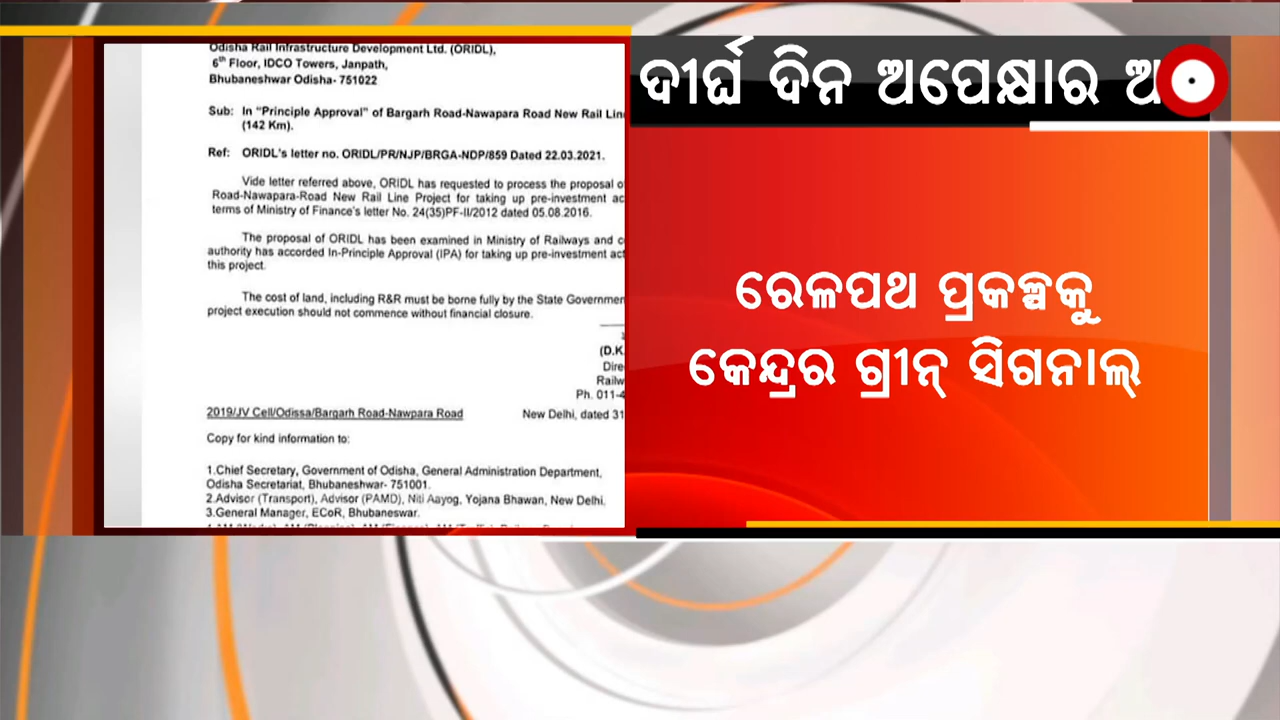 Odisha Rail Infrastructure Development Ltd. (ORIDL),
6th Floor, IDCO Towers, Janpath,
Bhubaneshwar Odisha- 751022
Sub: In “Principle Approval” of Bargarh Road-Nawapara Road New Rail
(142 Km).
Ref: ORIDL's letter no. ORIDL/PR/NJP/BRGA-NDP/859 Dated 22.03.2021.
Vide letter referred above, ORIDL has requested to process the proposal
Road-Nawapara-Road New Rail Line Project for taking up pre-investment
terms of Ministry of Finance's letter No. 24(35)PF-II/2012 dated 05.08.2016.
The proposal of ORIDL has been examined in Ministry of Railways and
authority has accorded In-Principle Approval (IPA) for taking up pre-investment
this project.
The cost of land, including R&R must be borne fully by the State
project execution should not commence without financial closure.
(D.K.
Ph. 011-4
2019/JV Cell/Odissa/Bargarh Road-Nawpara Road New Delhi, dated 31
Copy for kind information to:
1.Chief Secretary, Government of Odisha, General Administration Department,
Odisha Secretariat, Bhubaneshwar- 751001.
2.Advisor (Transport), Advisor (PAMD), Niti Aayog, Yojana Bhawan, New Delhi.
3.General Manager, ECoR, Bhubaneswar.
ଦୀର୍ଘ ଦିନ ଅପେକ୍ଷାର ଅ
ରେଳପଥ ପ୍ରକଳ୍ପକୁ
କେନ୍ଦ୍ରର ଗ୍ରୀନ୍ ସିଗନାଲ୍